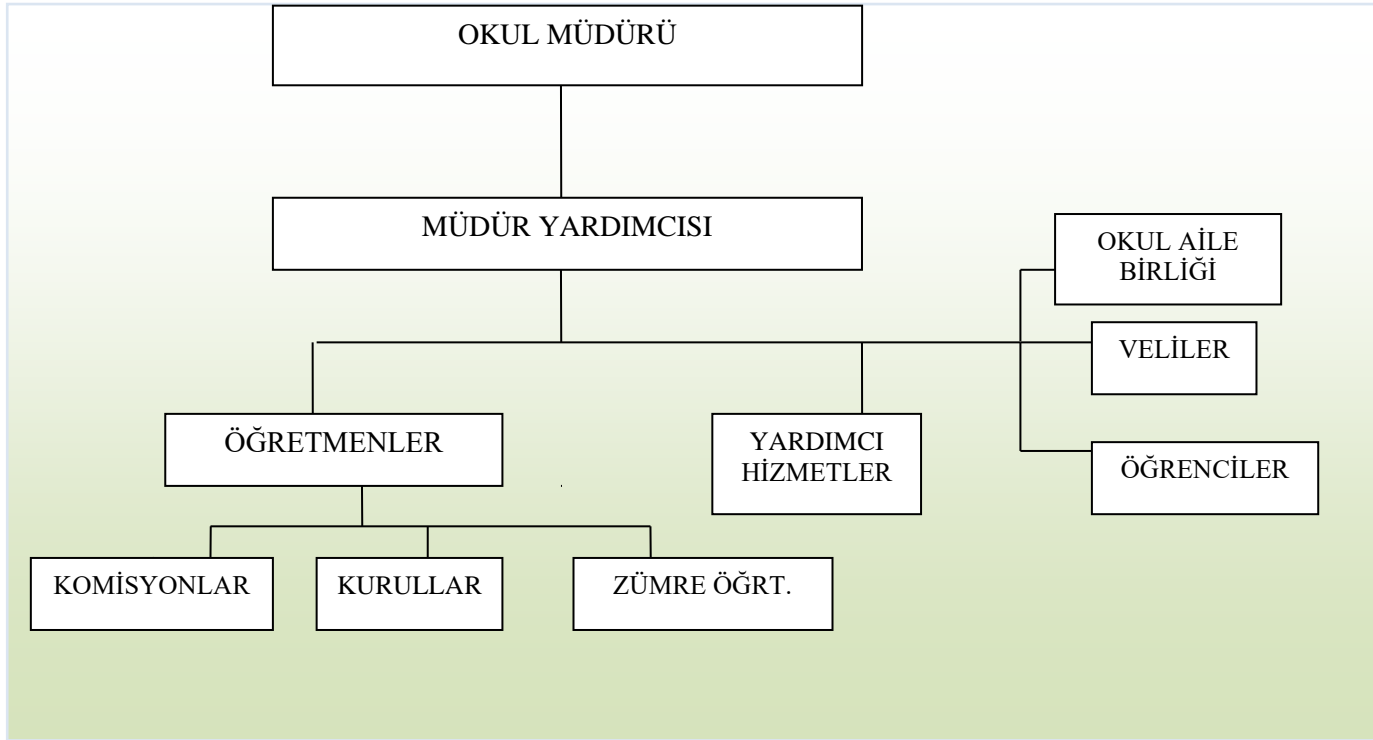 OKUL MÜDÜRÜ
MÜDÜR YARDIMCISI
OKUL AİLE
BİRLİĞİ
VELİLER
ÖĞRETMENLER
YARDIMCI
HİZMETLER
ÖĞRENCİLER
KOMİSYONLAR
KURULLAR
ZÜMRE ÖĞRT.